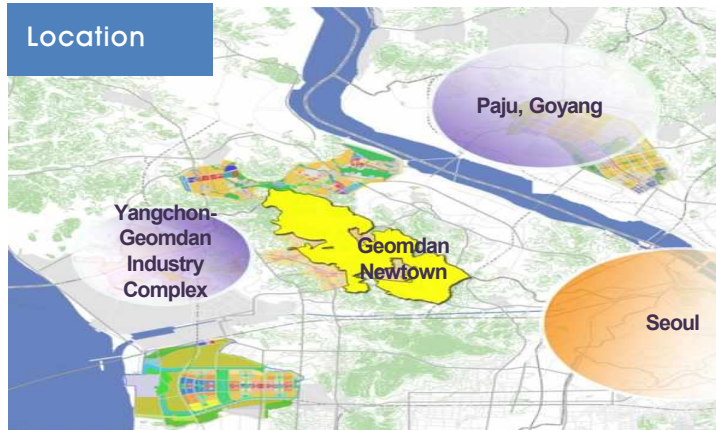 Location
Paju, Goyang
Yangchon-
Geomdan
Industry
Complex
Geomdan
Newtown
Seoul